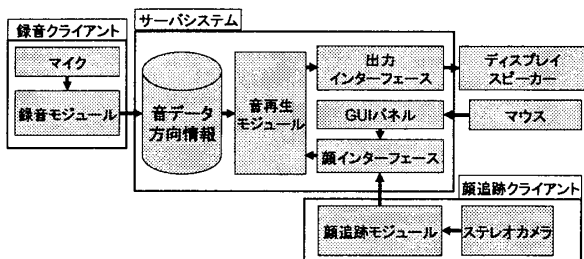 録音クライアント
マイク
録音モジュール
サーバシステム
音データ
方向情報
音再生
モジュール
出力
インターフェース
GUIパネル
顔インターフェース
ディスプレイ
スピーカー
マウス
顔追跡クライアント
顔追跡モジュール
ステレオカメラ